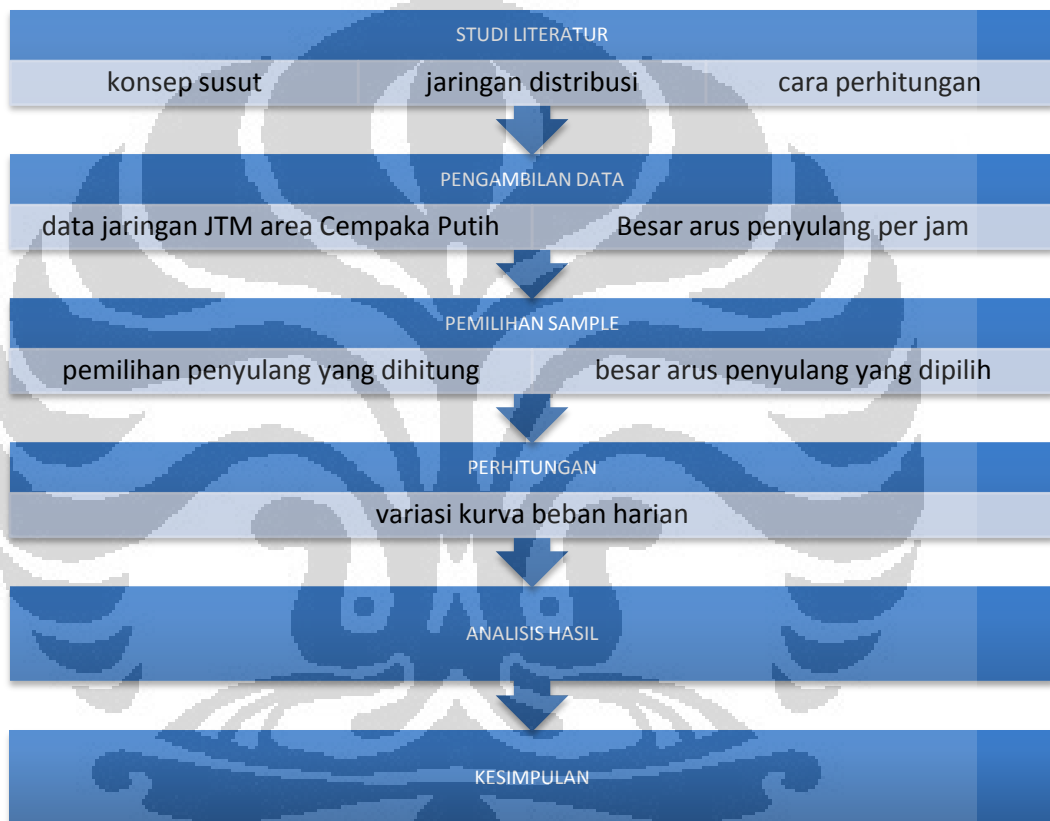 STUDI LITERATUR
konsep susut jaringan distribusi cara perhitungan
PENGAMBILAN DATA
data jaringan JTM area Cempaka Putih Besar arus penyulang per jam
PEMILIHAN SAMPLE
pemilihan penyulang yang dihitung besar arus penyulang yang dipilih
PERHITUNGAN
variasi kurva beban harian
ANALISIS HASIL
KESIMPULAN